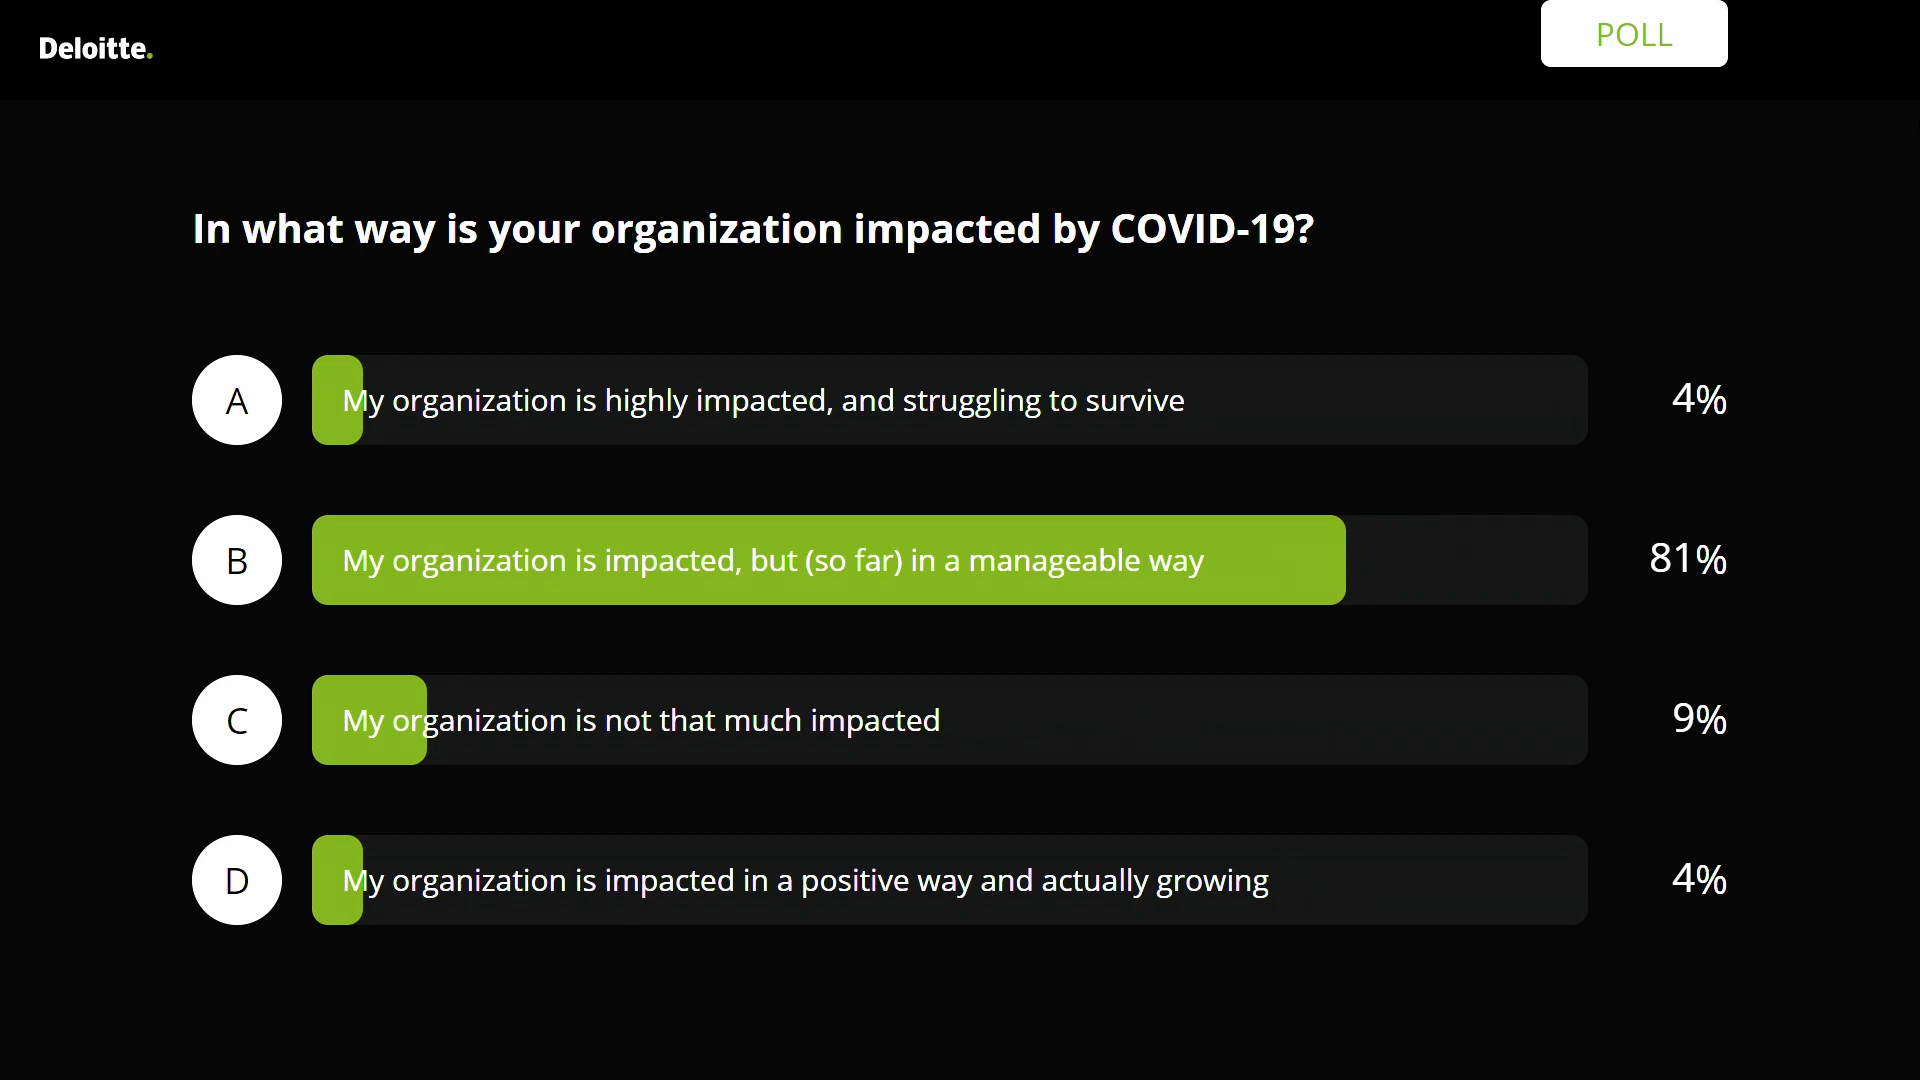 Deloitte.
POLL
In what way is your organization impacted by COVID-19?
A
My organization is highly impacted, and struggling to survive
4%
B
My organization is impacted, but (so far) in a manageable way
81%
C
My organization is not that much impacted
9%
D
My organization is impacted in a positive way and actually growing
4%